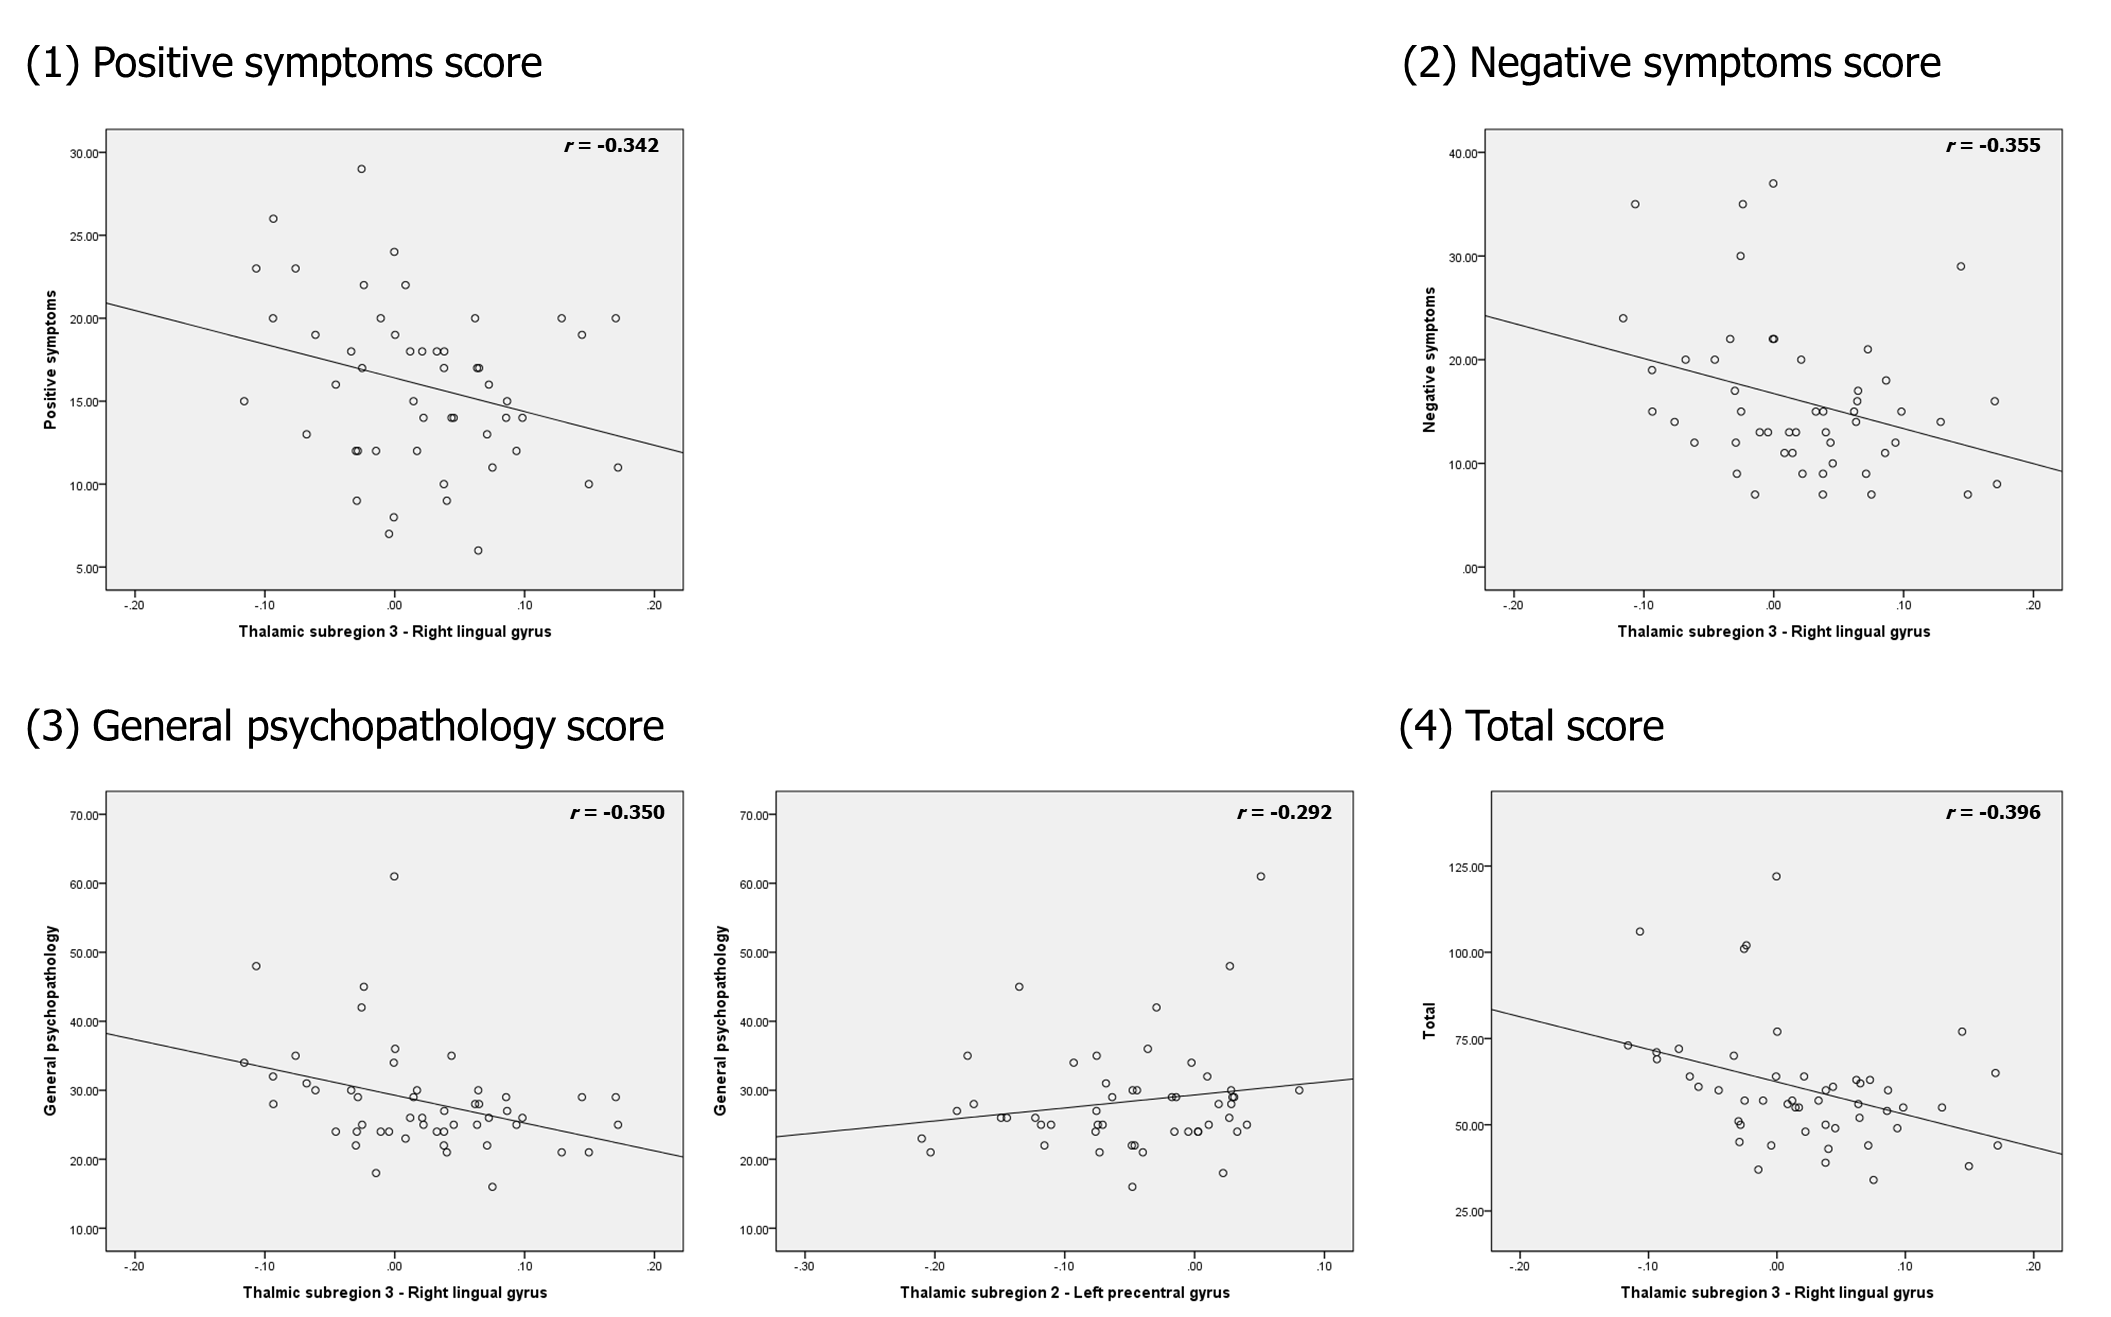 (1) Positive symptoms score
(2) Negative symptoms score
r = -0.342
30.00
25.00
20.00
15.00
10.00
5.00
Positive symptoms
-.20 -.10 .00 .10 .20
Thalamic subregion 3 - Right lingual gyrus
r = -0.355
40.00
30.00
20.00
10.00
.00
Negative symptoms
-.20 -.10 .00 .10 .20
Thalamic subregion 3 - Right lingual gyrus
(3) General psychopathology score
(4) Total score
r = -0.350
70.00
60.00
50.00
40.00
30.00
20.00
10.00
General psychopathology
-.20 -.10 .00 .10 .20
Thalmic subregion 3 - Right lingual gyrus
r = -0.292
70.00
60.00
50.00
40.00
30.00
20.00
10.00
General psychopathology
-.30 -.20 -.10 .00 .10
Thalamic subregion 2 - Left precentral gyrus
r = -0.396
125.00
100.00
75.00
50.00
25.00
Total
-.20 -.10 .00 .10 .20
Thalamic subregion 3 - Right lingual gyrus